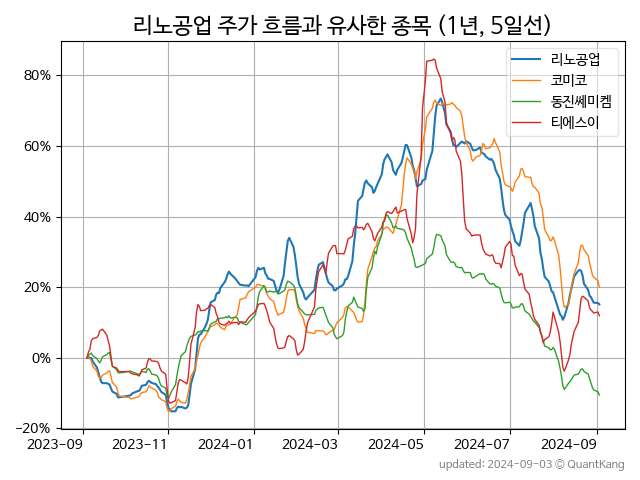 리노공업 주가 흐름과 유사한 종목 (1년, 5일선)
리노공업
코미코
동진쎄미켐
티에스이
80%
60%
40%
20%
0%
−20%
2023-09 2023-11 2024-01 2024-03 2024-05 2024-07 2024-09
updated: 2024-09-03 © QuantKang